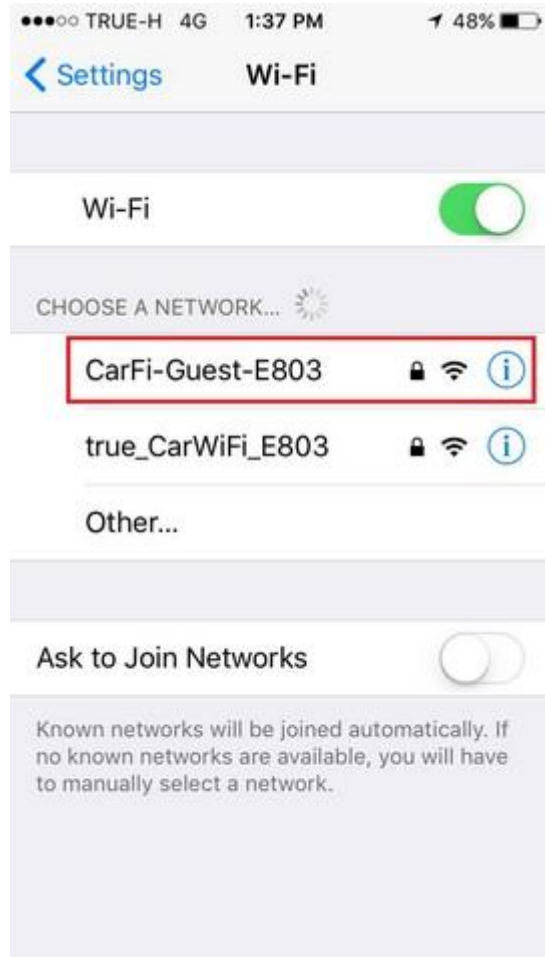 TRUE-H 4G 1:37 PM 48%
Settings Wi-Fi
Wi-Fi
CHOOSE A NETWORK...
CarFi-Guest-E803
true_CarWiFi_E803
Other...
Ask to Join Networks
Known networks will be joined automatically. If
no known networks are available, you will have
to manually select a network.